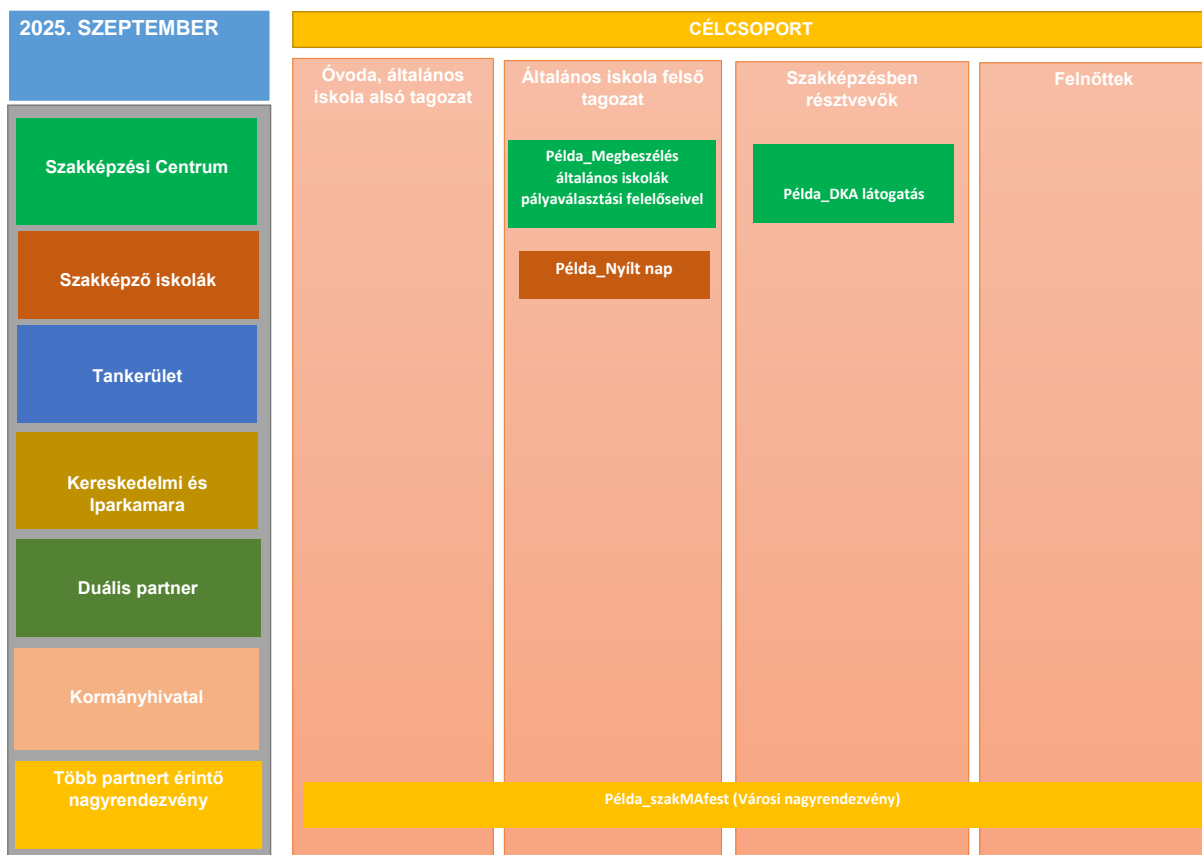 2025. SZEPTEMBER
CÉLCSOPORT
Óvoda, általános
iskola alsó tagozat
Általános iskola felső
tagozat
Szakképzésben
résztvevők
Felnőttek
Szakképzési Centrum
Példa_Megbeszélés
általános iskolák
pályaválasztási felelőseivel
Példa_DKA látogatás
Szakképző iskolák
Példa_Nyílt nap
Tankerület
Kereskedelmi és
Iparkamara
Duális partner
Kormányhivatal
Több partnert érintő
nagyrendezvény
Példa_szakMAfest (Városi nagyrendezvény)